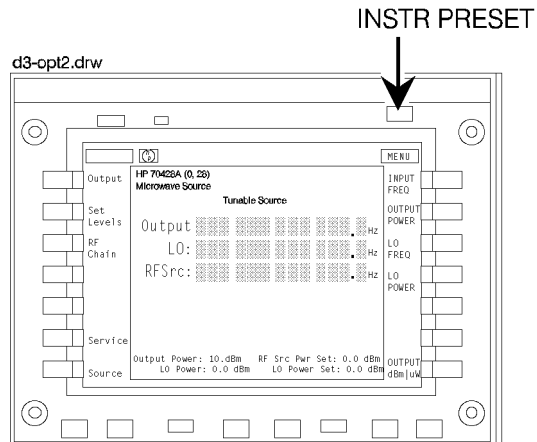 INSTR PRESET
d3-opt2.drw
MENU
HP 70428A (0, 28)
Microwave Source
Tunable Source
Output
Set
Levels
RF
Chain
Service
Source
Output . Hz
LO: . Hz
RFSrc: . Hz
INPUT
FREQ
OUTPUT
POWER
LO
FREQ
LO
POWER
OUTPUT
dBm|uW
Output Power: 10.dBm RF Src Pwr Set: 0.0 dBm
LO Power: 0.0 dBm LO Power Set: 0.0 dBm